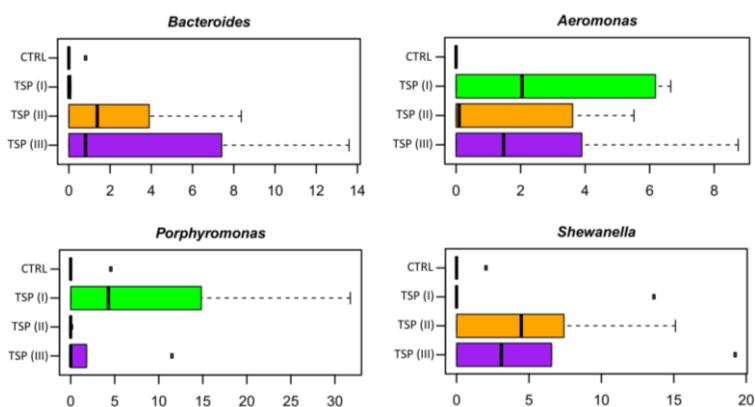 Bacteroides
CTRL
TSP (I)
TSP (II)
TSP (III)
0 2 4 6 8 10 12 14
Aeromonas
CTRL
TSP (I)
TSP (II)
TSP (III)
0 2 4 6 8
Porphyromonas
CTRL
TSP (I)
TSP (II)
TSP (III)
0 5 10 15 20 25 30
Shewanella
CTRL
TSP (I)
TSP (II)
TSP (III)
0 5 10 15 20